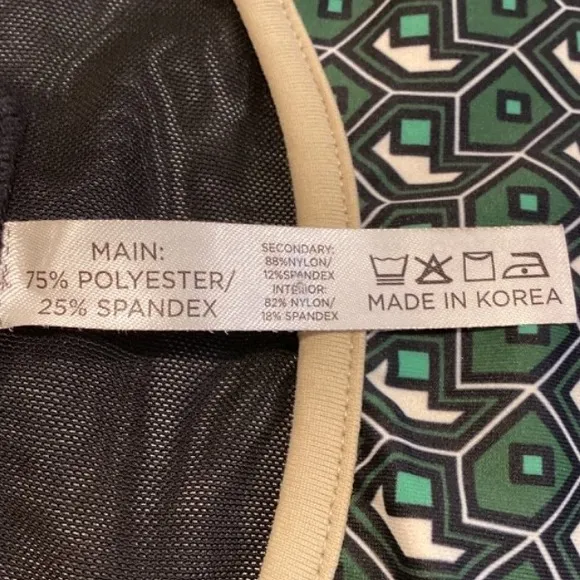 MAIN:
75% POLYESTER/
25% SPANDEX
SECONDARY:
88%NYLON/
12%SPANDEX
INTERIOR:
82% NYLON/
18% SPANDEX
MADE IN KOREA